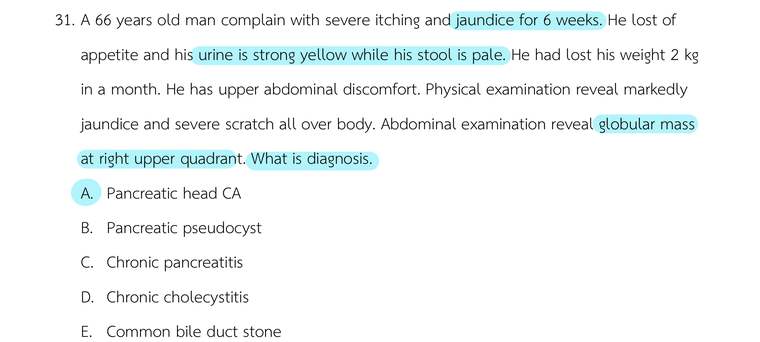 31. A 66 years old man complain with severe itching and jaundice for 6 weeks. He lost of
appetite and his urine is strong yellow while his stool is pale. He had lost his weight 2 kg
in a month. He has upper abdominal discomfort. Physical examination reveal markedly
jaundice and severe scratch all over body. Abdominal examination reveal globular mass
at right upper quadrant. What is diagnosis.
A. Pancreatic head CA
B. Pancreatic pseudocyst
C. Chronic pancreatitis
D. Chronic cholecystitis
E. Common bile duct stone